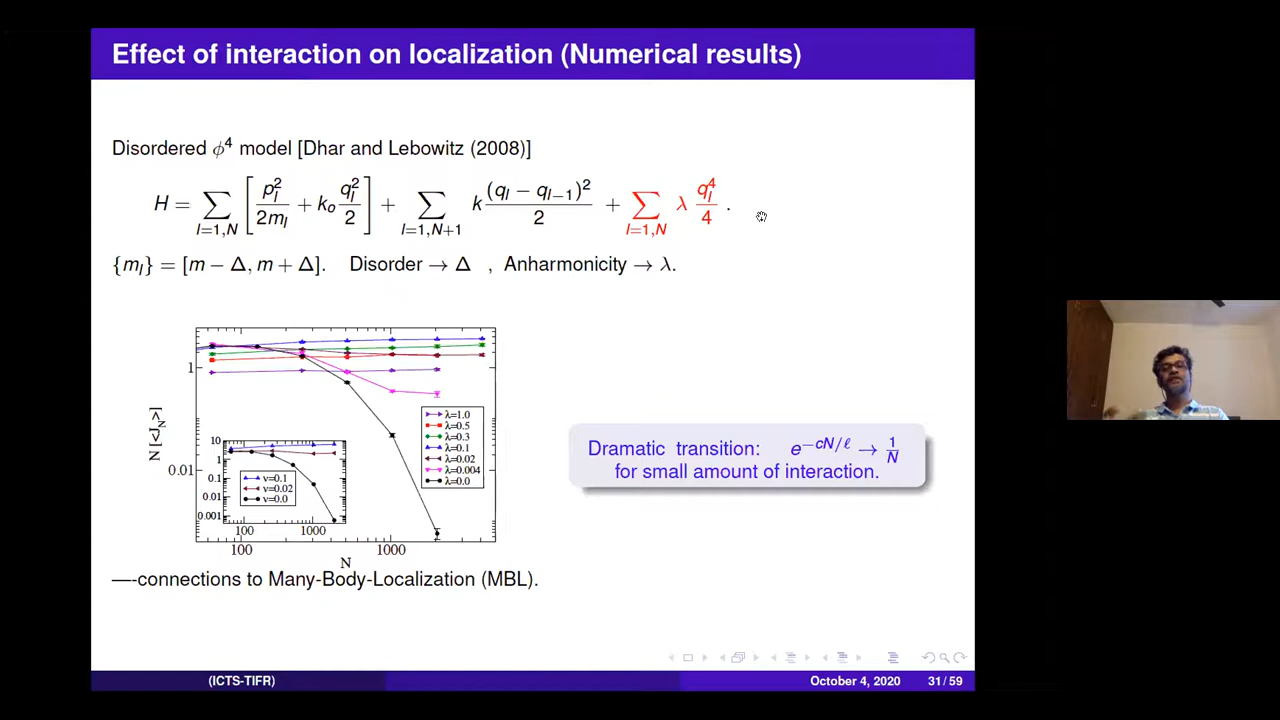 Effect of interaction on localization (Numerical results)
Disordered ϕ⁴ model [Dhar and Lebowitz (2008)]
H = ∑_{l=1,N} [ p_l²/2m_l + k_o q_l²/2 ] + ∑_{l=1,N+1} k (q_l − q_{l−1})²/2 + ∑_{l=1,N} λ q_l⁴/4 .
{m_l} = [m − Δ, m + Δ]. Disorder → Δ , Anharmonicity → λ.
N [<J_N>]
1
0.01
100
1000
N
λ=1.0
λ=0.5
λ=0.3
λ=0.1
λ=0.02
λ=0.004
λ=0.0
10
1
0.1
0.01
0.001
100
1000
ν=0.1
ν=0.02
ν=0.0
Dramatic transition: e^{−cN/ℓ} → 1/N
for small amount of interaction.
—-connections to Many-Body-Localization (MBL).
(ICTS-TIFR)
October 4, 2020
31 / 59